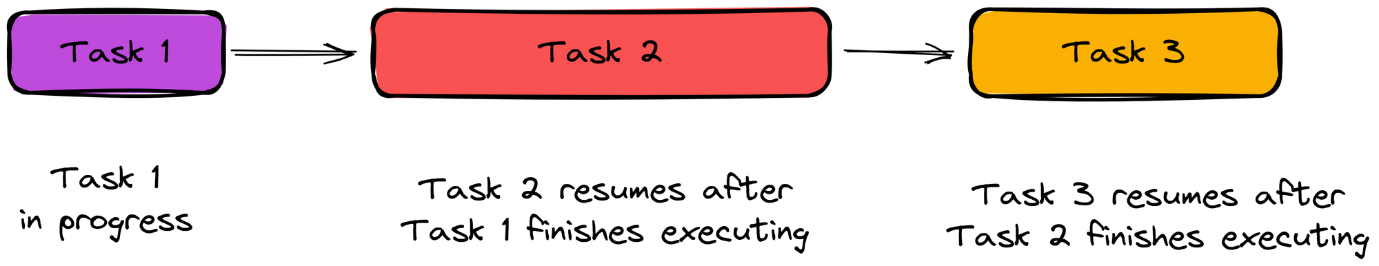 Task 1
Task 2
Task 3
Task 1
in progress
Task 2 resumes after
Task 1 finishes executing
Task 3 resumes after
Task 2 finishes executing